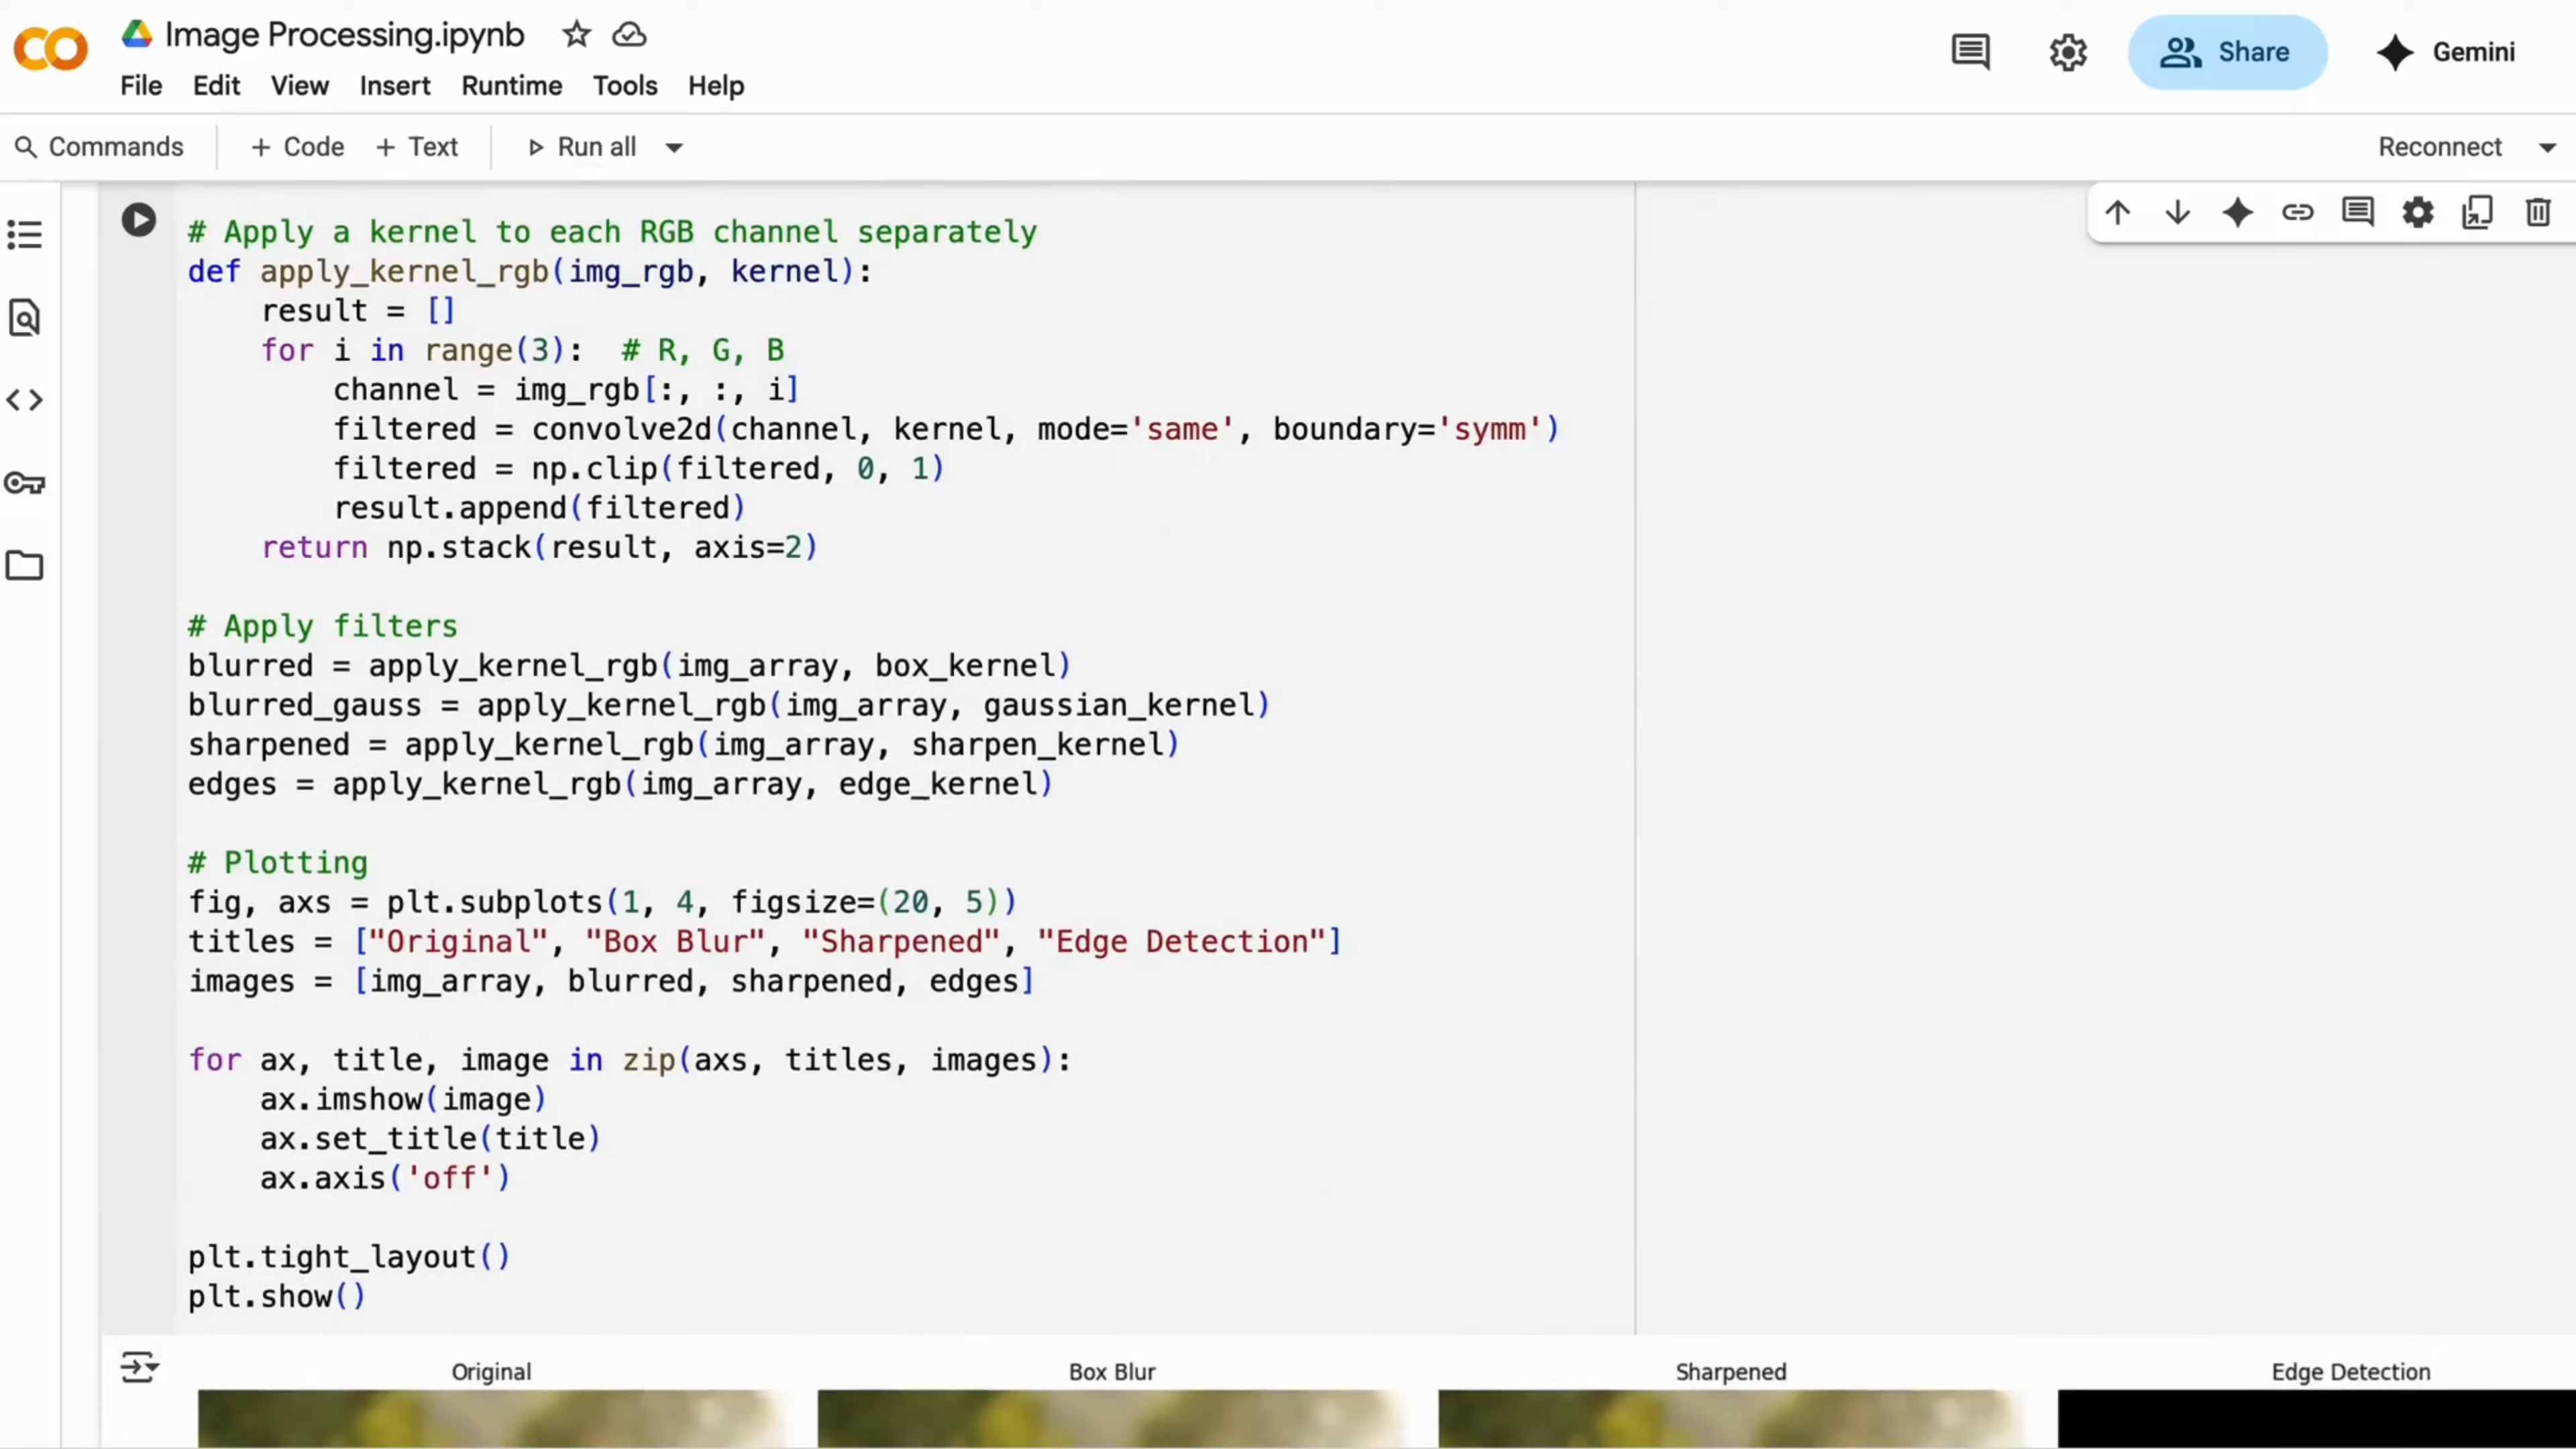 CO
Image Processing.ipynb
File Edit View Insert Runtime Tools Help
Share
Gemini
Commands + Code + Text Run all
Reconnect
# Apply a kernel to each RGB channel separately
def apply_kernel_rgb(img_rgb, kernel):
    result = []
    for i in range(3):  # R, G, B
        channel = img_rgb[:, :, i]
        filtered = convolve2d(channel, kernel, mode='same', boundary='symm')
        filtered = np.clip(filtered, 0, 1)
        result.append(filtered)
    return np.stack(result, axis=2)
# Apply filters
blurred = apply_kernel_rgb(img_array, box_kernel)
blurred_gauss = apply_kernel_rgb(img_array, gaussian_kernel)
sharpened = apply_kernel_rgb(img_array, sharpen_kernel)
edges = apply_kernel_rgb(img_array, edge_kernel)
# Plotting
fig, axs = plt.subplots(1, 4, figsize=(20, 5))
titles = ["Original", "Box Blur", "Sharpened", "Edge Detection"]
images = [img_array, blurred, sharpened, edges]
for ax, title, image in zip(axs, titles, images):
    ax.imshow(image)
    ax.set_title(title)
    ax.axis('off')
plt.tight_layout()
plt.show()
Original Box Blur Sharpened Edge Detection